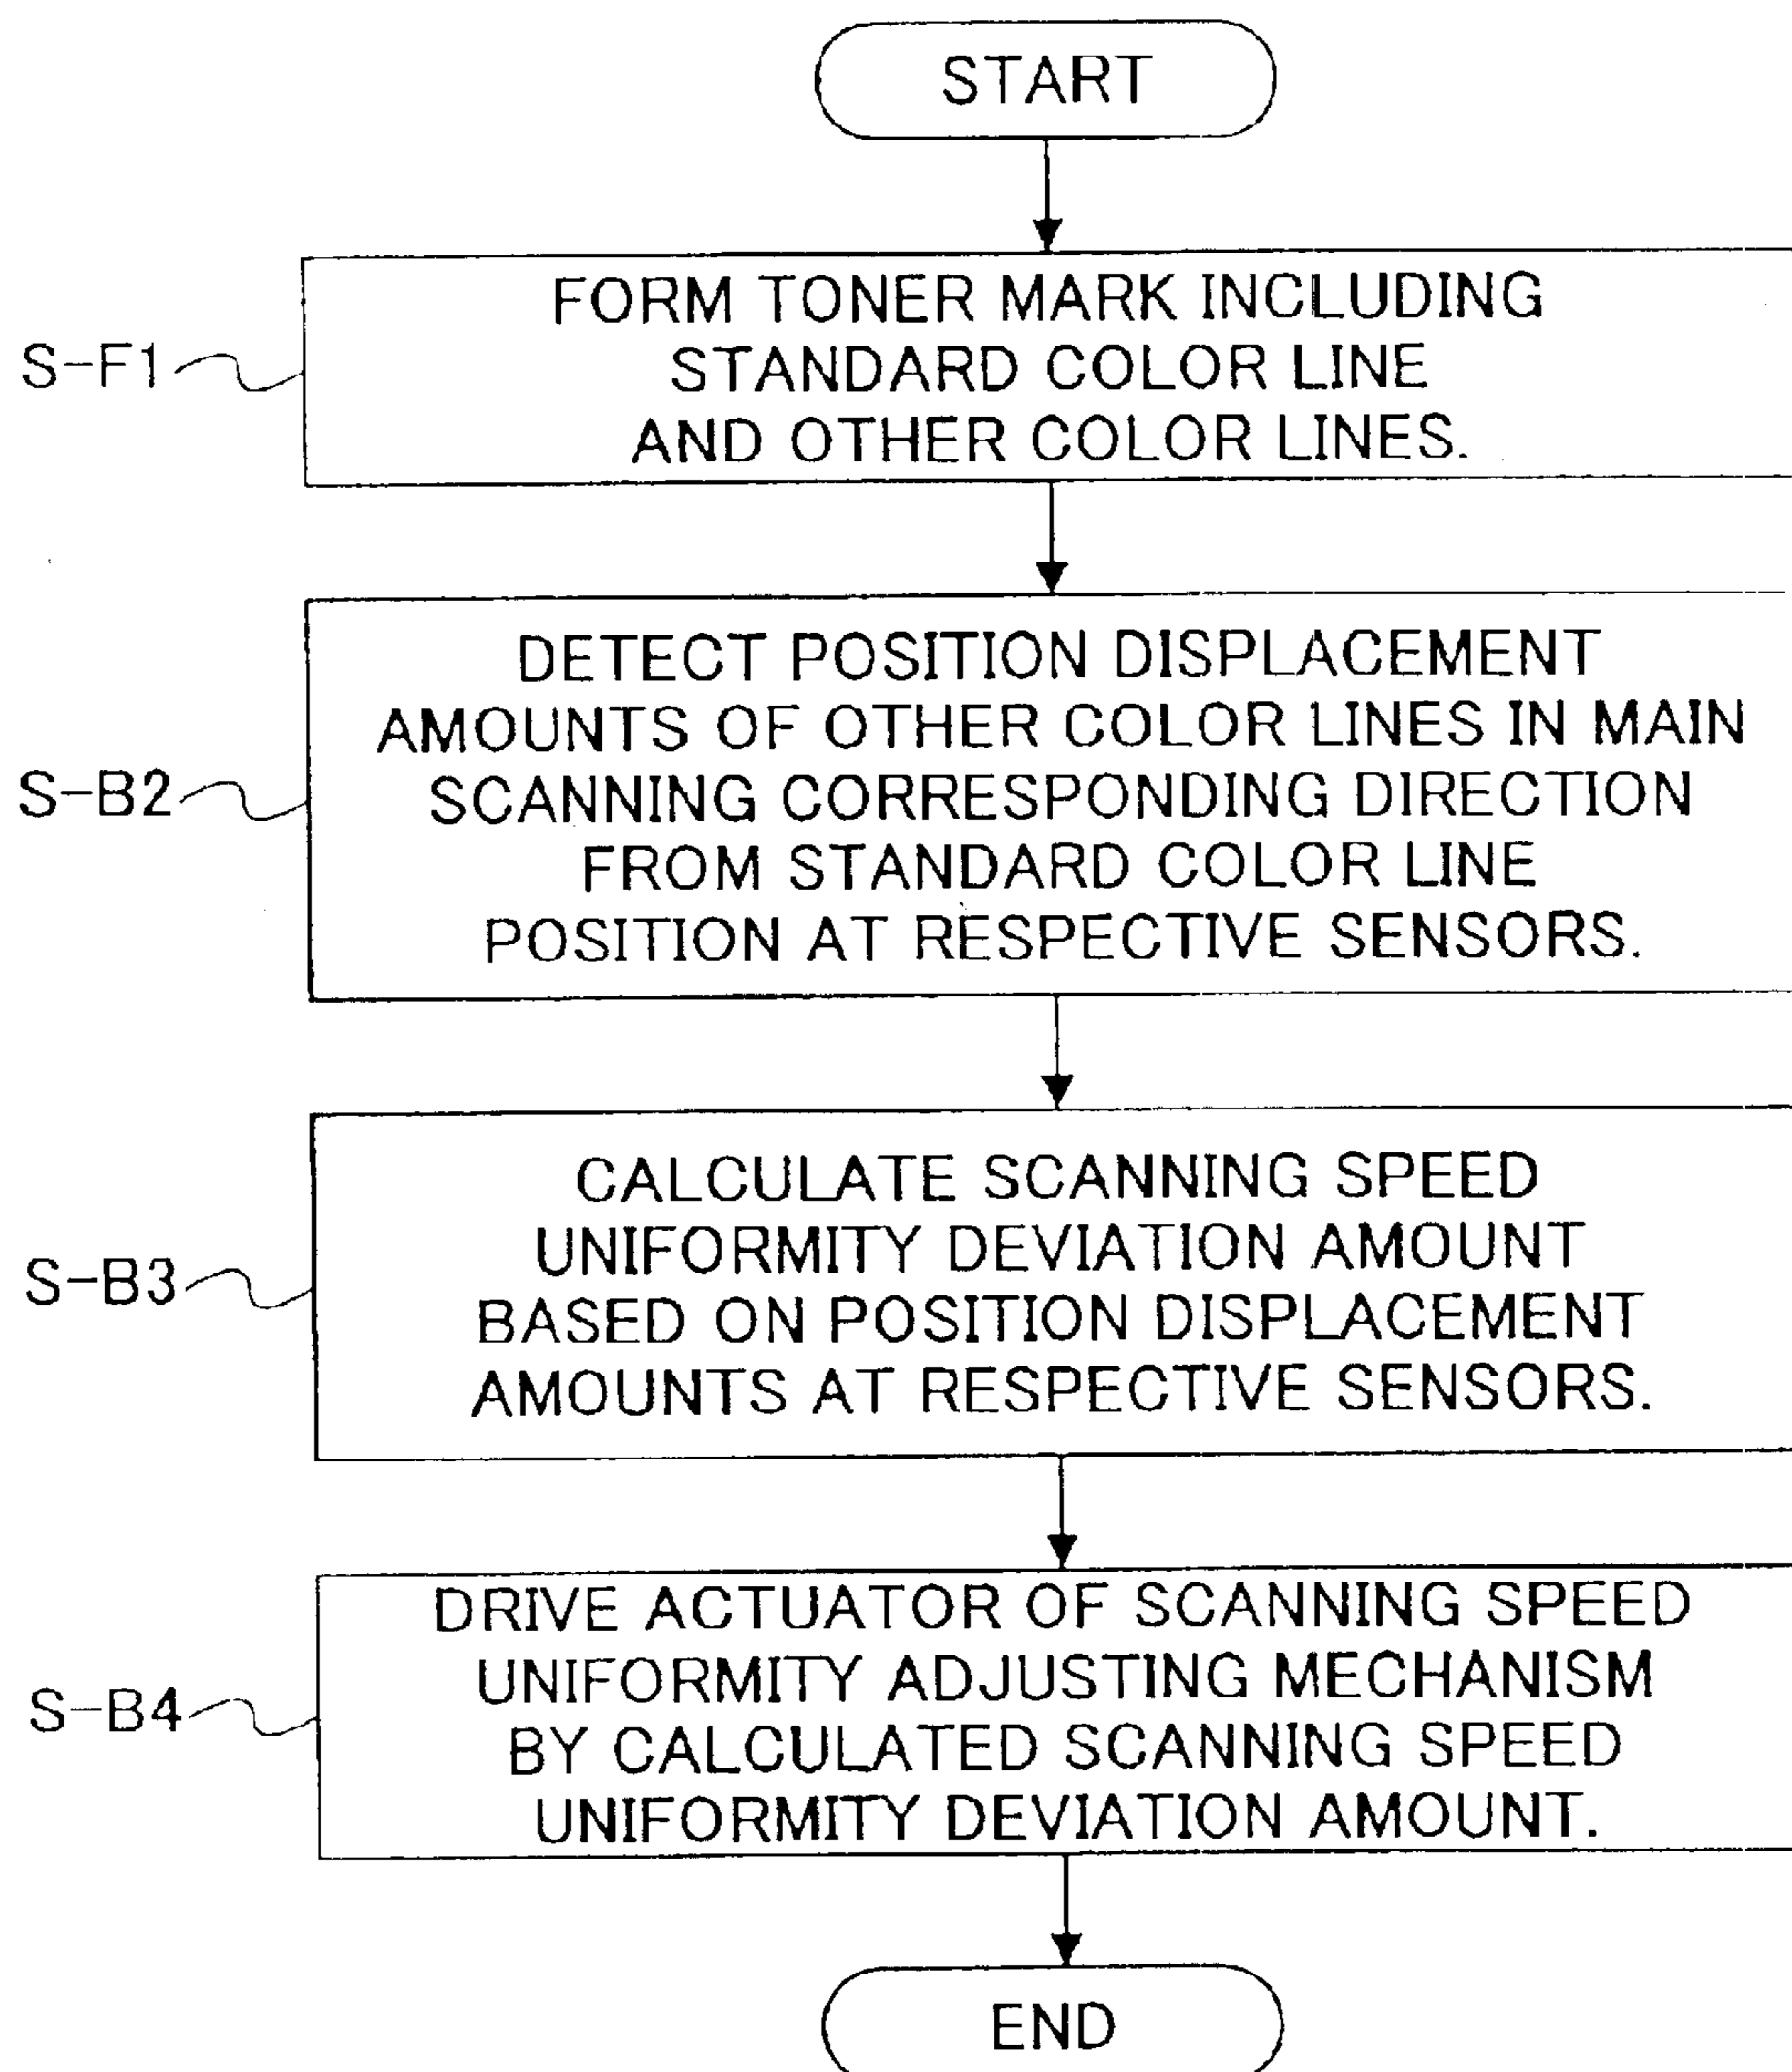 START
FORM TONER MARK INCLUDING
STANDARD COLOR LINE
AND OTHER COLOR LINES.
S-F1
DETECT POSITION DISPLACEMENT
AMOUNTS OF OTHER COLOR LINES IN MAIN
SCANNING CORRESPONDING DIRECTION
FROM STANDARD COLOR LINE
POSITION AT RESPECTIVE SENSORS.
S-B2
CALCULATE SCANNING SPEED
UNIFORMITY DEVIATION AMOUNT
BASED ON POSITION DISPLACEMENT
AMOUNTS AT RESPECTIVE SENSORS.
S-B3
DRIVE ACTUATOR OF SCANNING SPEED
UNIFORMITY ADJUSTING MECHANISM
BY CALCULATED SCANNING SPEED
UNIFORMITY DEVIATION AMOUNT.
S-B4
END